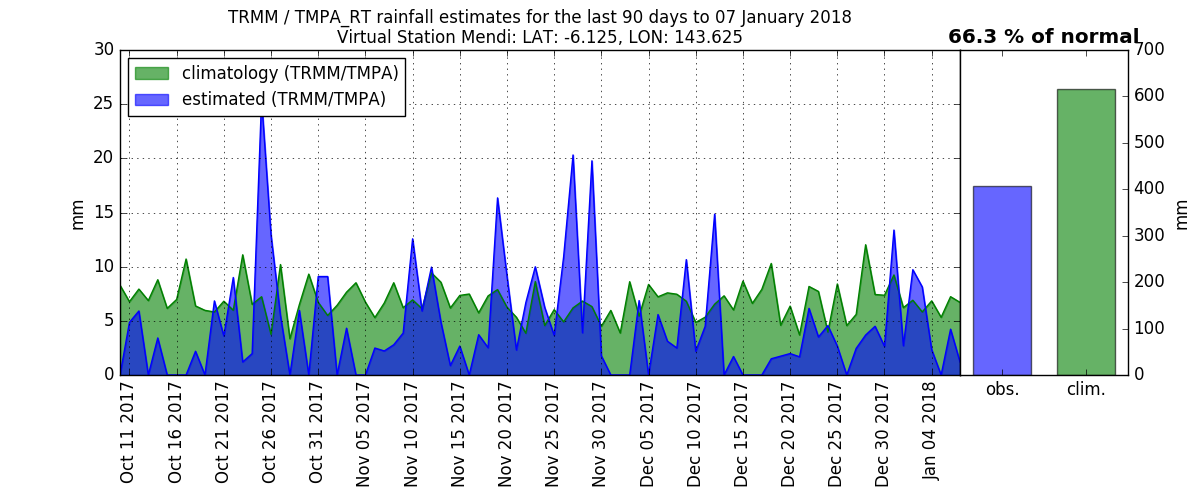 TRMM / TMPA_RT rainfall estimates for the last 90 days to 07 January 2018
Virtual Station Mendi: LAT: -6.125, LON: 143.625
66.3 % of normal
climatology (TRMM/TMPA)
estimated (TRMM/TMPA)
mm
30
25
20
15
10
5
0
Oct 11 2017
Oct 16 2017
Oct 21 2017
Oct 26 2017
Oct 31 2017
Nov 05 2017
Nov 10 2017
Nov 15 2017
Nov 20 2017
Nov 25 2017
Nov 30 2017
Dec 05 2017
Dec 10 2017
Dec 15 2017
Dec 20 2017
Dec 25 2017
Dec 30 2017
Jan 04 2018
obs.
clim.
700
600
500
400
300
200
100
0
mm